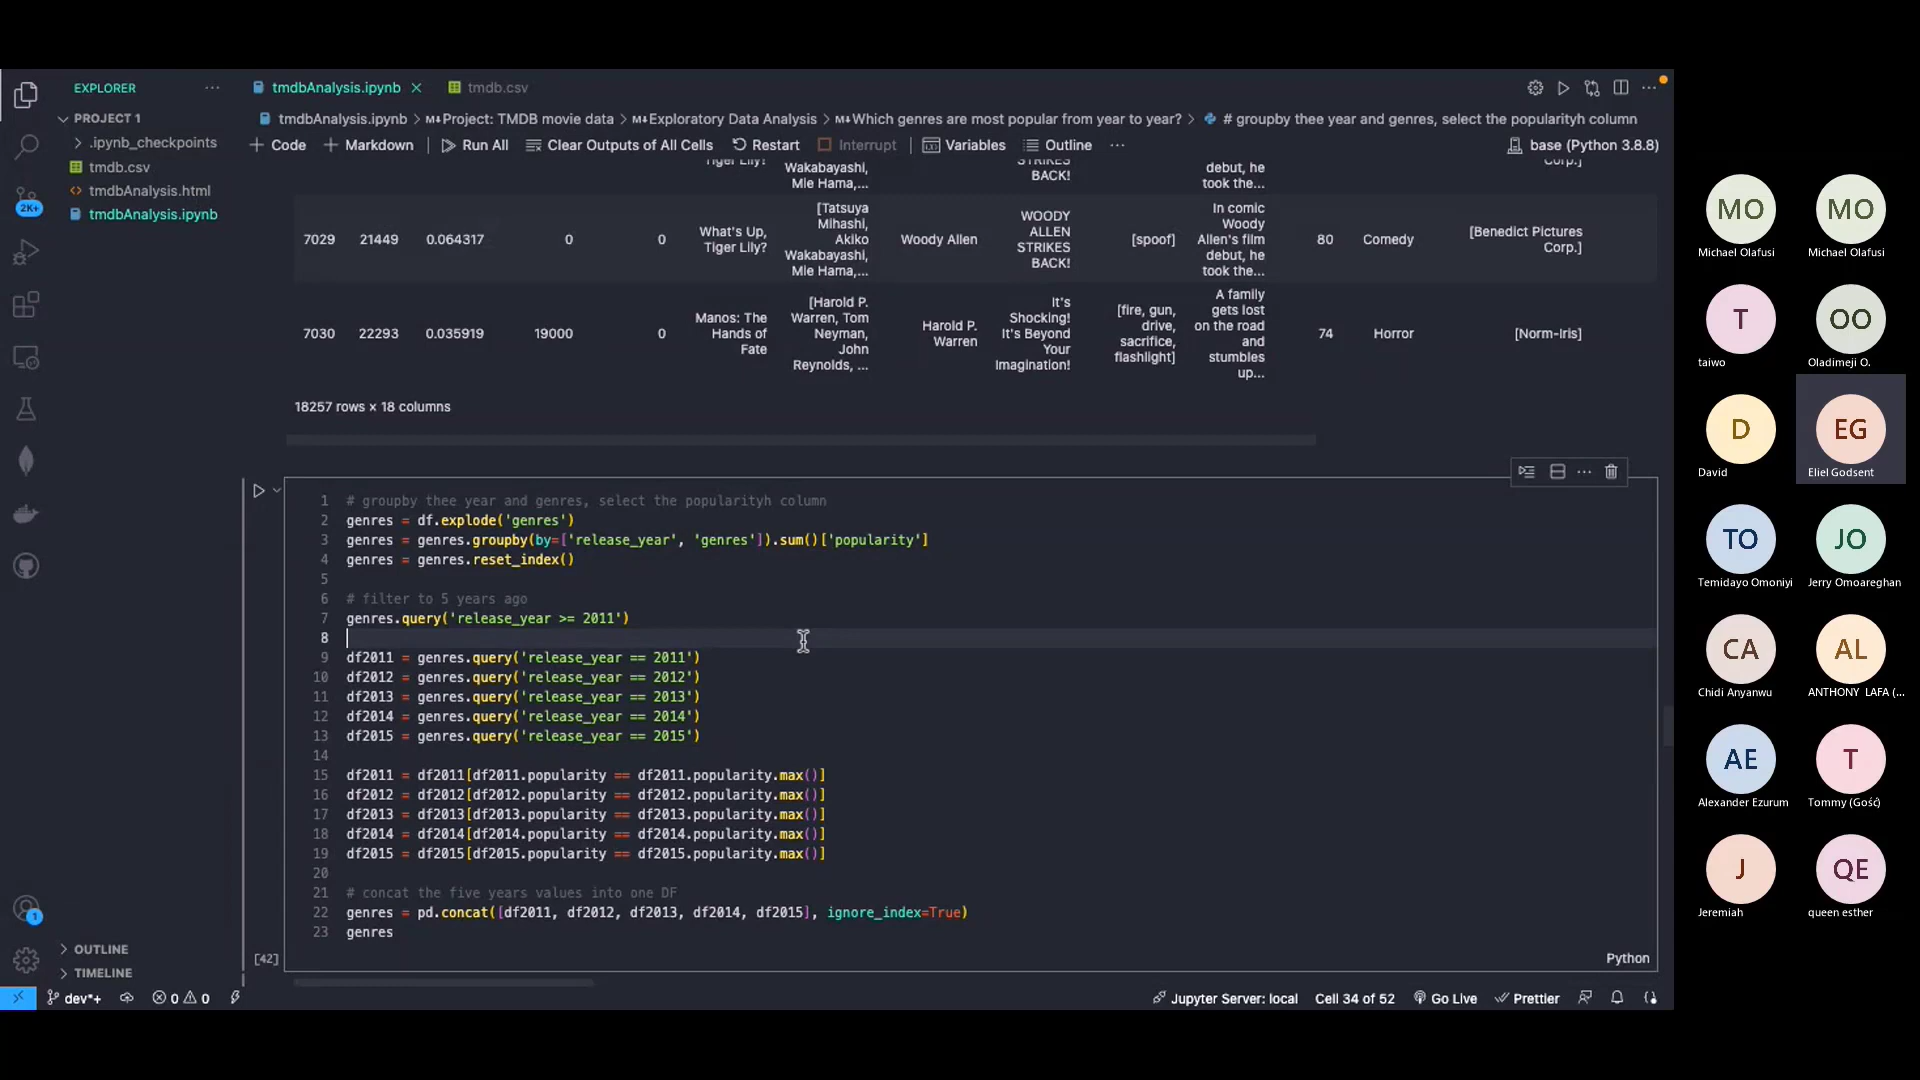 EXPLORER
PROJECT 1
.ipynb_checkpoints
tmdb.csv
tmdbAnalysis.html
tmdbAnalysis.ipynb
2K+
1
OUTLINE
TIMELINE
tmdbAnalysis.ipynb
tmdb.csv
tmdbAnalysis.ipynb > Project: TMDB movie data > Exploratory Data Analysis > Which genres are most popular from year to year? > # groupby thee year and genres, select the popularityh column
+ Code + Markdown Run All Clear Outputs of All Cells Restart Interrupt Variables Outline ... base (Python 3.8.8)
Tiger Lily?
Wakabayashi,
Mie Hama,...
STRIKES
BACK!
debut, he
took the...
Corp.]
7029 21449 0.064317 0 0
What's Up,
Tiger Lily?
[Tatsuya
Mihashi,
Akiko
Wakabayashi,
Mie Hama,...
Woody Allen
WOODY
ALLEN
STRIKES
BACK!
[spoof]
In comic
Woody
Allen's film
debut, he
took the...
80
Comedy
[Benedict Pictures
Corp.]
7030 22293 0.035919 19000 0
Manos: The
Hands of
Fate
[Harold P.
Warren, Tom
Neyman,
John
Reynolds, ...
Harold P.
Warren
It's
Shocking!
It's Beyond
Your
Imagination!
[fire, gun,
drive,
sacrifice,
flashlight]
A family
gets lost
on the road
and
stumbles
up...
74
Horror
[Norm-Iris]
18257 rows × 18 columns
1 # groupby thee year and genres, select the popularityh column
2 genres = df.explode('genres')
3 genres = genres.groupby(by=['release_year', 'genres']).sum()['popularity']
4 genres = genres.reset_index()
5
6 # filter to 5 years ago
7 genres.query('release_year >= 2011')
8
9 df2011 = genres.query('release_year == 2011')
10 df2012 = genres.query('release_year == 2012')
11 df2013 = genres.query('release_year == 2013')
12 df2014 = genres.query('release_year == 2014')
13 df2015 = genres.query('release_year == 2015')
14
15 df2011 = df2011[df2011.popularity == df2011.popularity.max()]
16 df2012 = df2012[df2012.popularity == df2012.popularity.max()]
17 df2013 = df2013[df2013.popularity == df2013.popularity.max()]
18 df2014 = df2014[df2014.popularity == df2014.popularity.max()]
19 df2015 = df2015[df2015.popularity == df2015.popularity.max()]
20
21 # concat the five years values into one DF
22 genres = pd.concat([df2011, df2012, df2013, df2014, df2015], ignore_index=True)
23 genres
[42]
Python
dev*+ 0 0 Jupyter Server: local Cell 34 of 52 Go Live Prettier
MO MO
Michael Olafusi Michael Olafusi
T OO
taiwo Oladimeji O.
D EG
David Eliel Godsent
TO JO
Temidayo Omoniyi Jerry Omoareghan
CA AL
Chidi Anyanwu ANTHONY LAFA (...
AE T
Alexander Ezurum Tommy (Gość)
J QE
Jeremiah queen esther